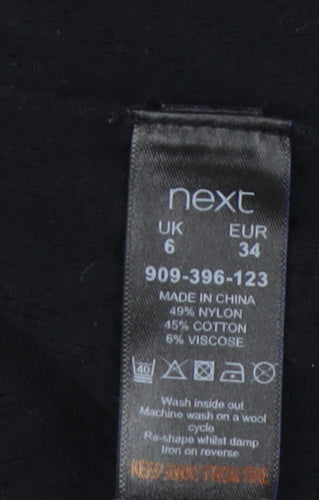 next
UK EUR
6 34
909-396-123
MADE IN CHINA
49% NYLON
45% COTTON
6% VISCOSE
40
Wash inside out
Machine wash on a wool
cycle
Re-shape whilst damp
Iron on reverse
KEEP AWAY FROM FIRE